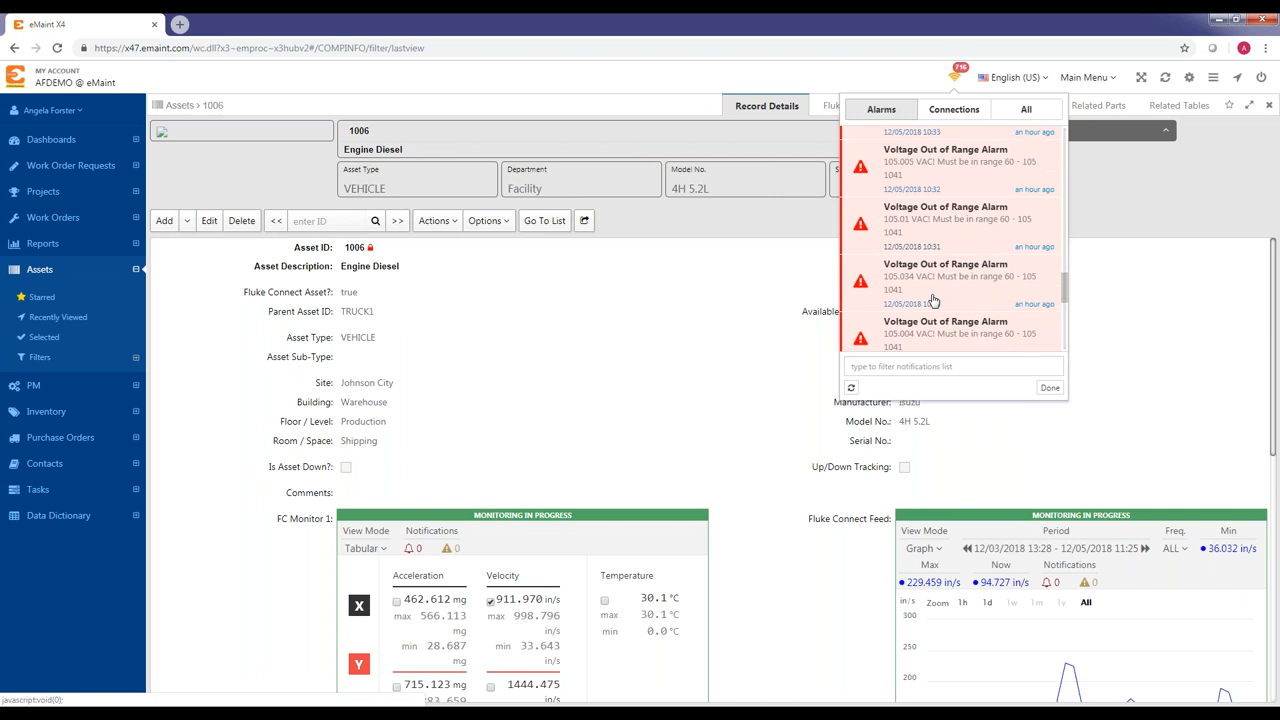 eMaint X4
https://x47.emaint.com/wc.dll?x3~emproc~x3hubv2#/COMPINFO/filter/lastview
A
MY ACCOUNT
AFDEMO @ eMaint
716
English (US)
Main Menu
Angela Forster
Dashboards
Work Order Requests
Projects
Work Orders
Reports
Assets
Starred
Recently Viewed
Selected
Filters
PM
Inventory
Purchase Orders
Contacts
Tasks
Data Dictionary
Assets > 1006
Record Details
Related Parts
Related Tables
1006
Engine Diesel
Asset Type
VEHICLE
Department
Facility
Model No.
4H 5.2L
Add
Edit
Delete
<<
enter ID
>>
Actions
Options
Go To List
Asset ID: 1006
Asset Description: Engine Diesel
Fluke Connect Asset?: true
Parent Asset ID: TRUCK1
Asset Type: VEHICLE
Asset Sub-Type:
Site: Johnson City
Building: Warehouse
Floor / Level: Production
Room / Space: Shipping
Is Asset Down?:
Comments:
Manufacturer: Isuzu
Model No.: 4H 5.2L
Serial No.:
Up/Down Tracking:
Alarms
Connections
All
12/05/2018 10:33 an hour ago
Voltage Out of Range Alarm
105.005 VAC! Must be in range 60 - 105
1041
12/05/2018 10:32 an hour ago
Voltage Out of Range Alarm
105.01 VAC! Must be in range 60 - 105
1041
12/05/2018 10:31 an hour ago
Voltage Out of Range Alarm
105.034 VAC! Must be in range 60 - 105
1041
12/05/2018 an hour ago
Voltage Out of Range Alarm
105.004 VAC! Must be in range 60 - 105
1041
type to filter notifications list
Done
FC Monitor 1:
MONITORING IN PROGRESS
View Mode
Notifications
Tabular
0
0
Acceleration
Velocity
Temperature
X
462.612 mg
911.970 in/s
30.1 °C
max 566.113 mg
max 998.796 in/s
max 30.1 °C
min 28.687 mg
min 33.643 in/s
min 0.0 °C
Y
715.123 mg
1444.475
Fluke Connect Feed:
MONITORING IN PROGRESS
View Mode
Period
Freq.
Min
Graph
12/03/2018 13:28 - 12/05/2018 11:25
ALL
36.032 in/s
Max
Now
Notifications
229.459 in/s
94.727 in/s
0
0
in/s
Zoom
1h
1d
1w
1m
1y
All
300
250
200
javascript:void(0);